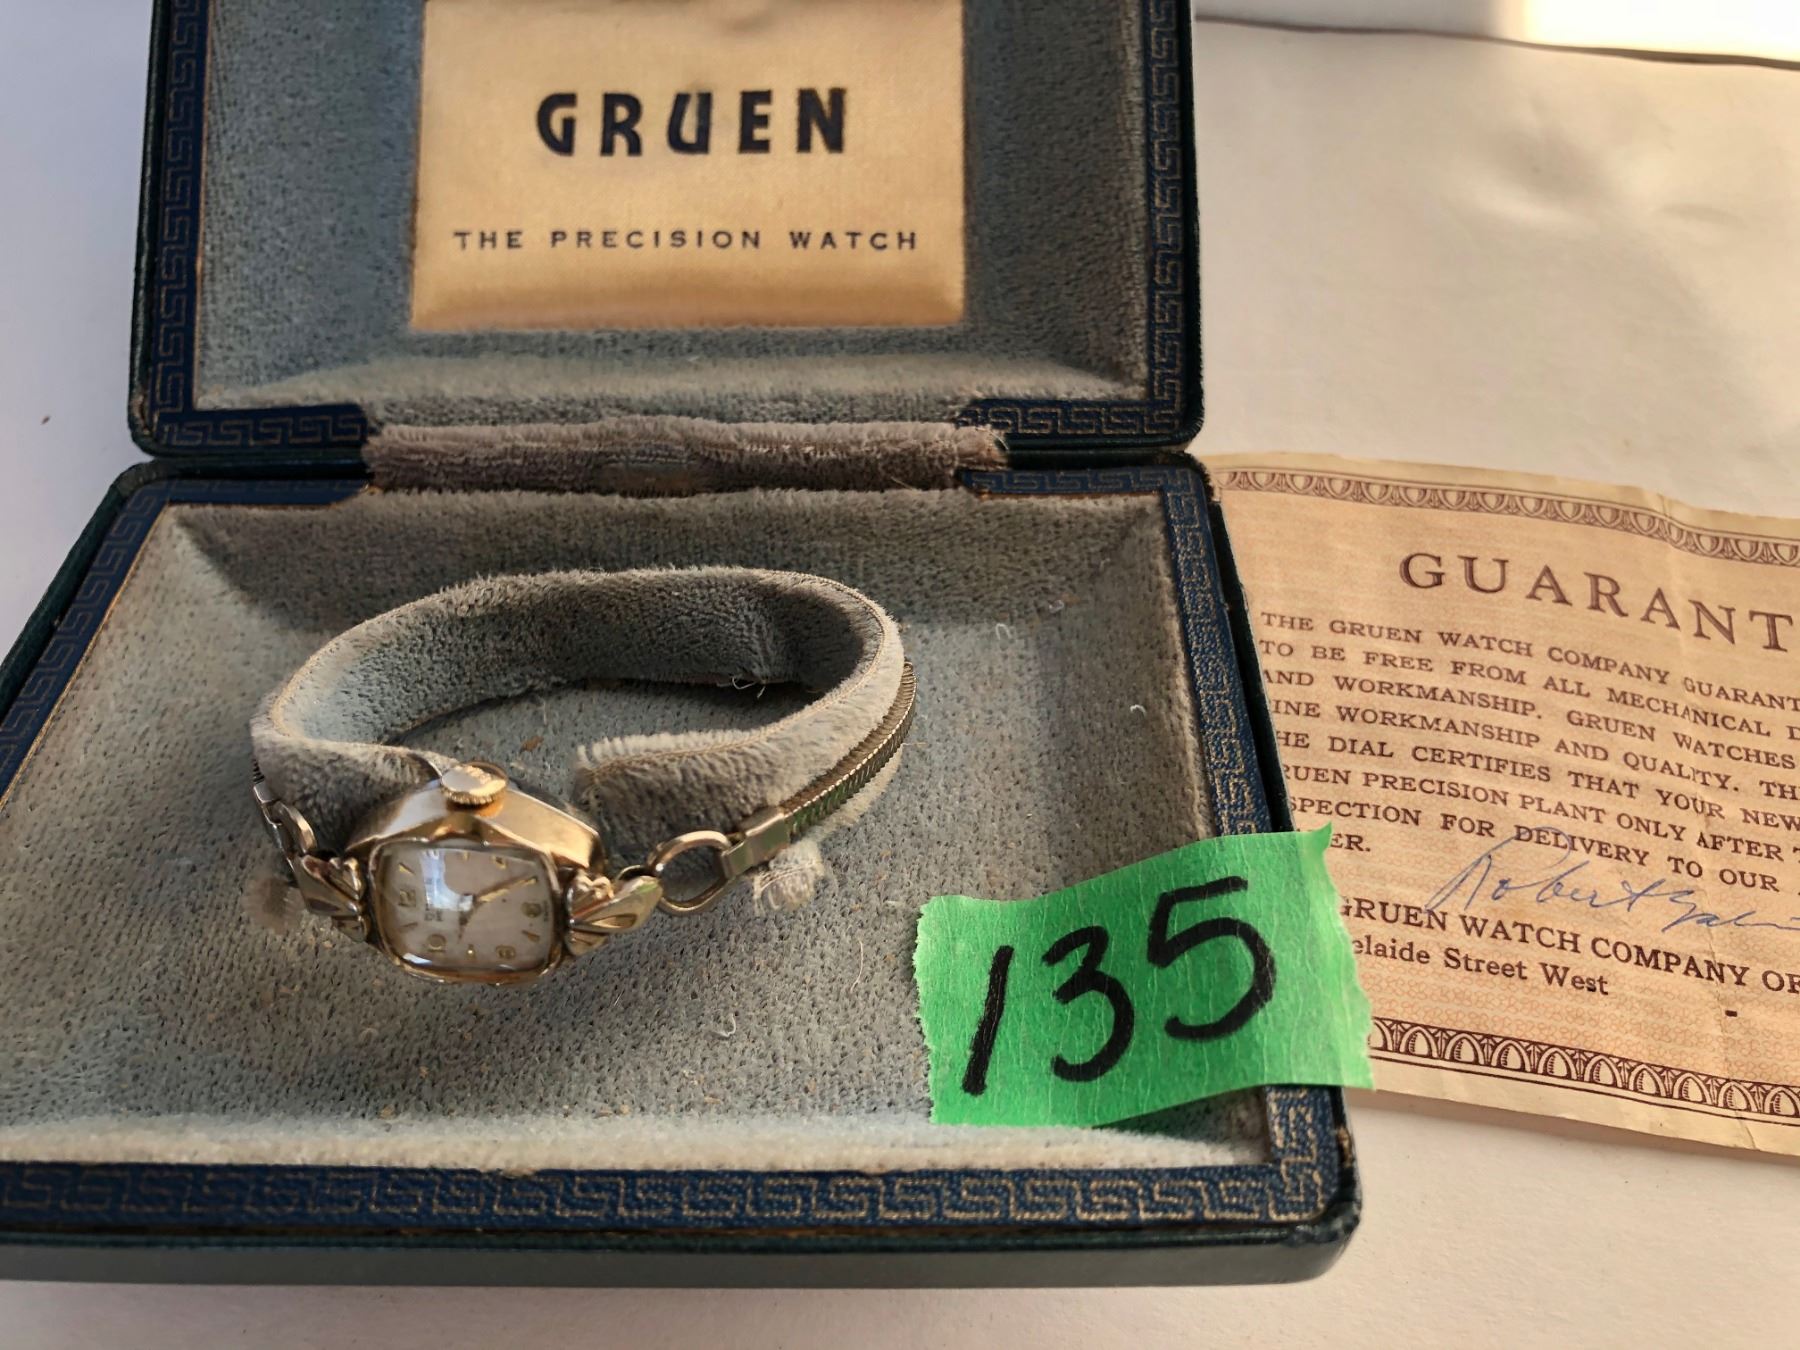 GRUEN
THE PRECISION WATCH
135
GUARANT
THE GRUEN WATCH COMPANY GUARANT
TO BE FREE FROM ALL MECHANICAL D
AND WORKMANSHIP. GRUEN WATCHES
INE WORKMANSHIP AND QUALITY. TH
HE DIAL CERTIFIES THAT YOUR NEW
RUEN PRECISION PLANT ONLY AFTER T
SPECTION FOR DELIVERY TO OUR
ER.
Robert
GRUEN WATCH COMPANY OF
elaide Street West